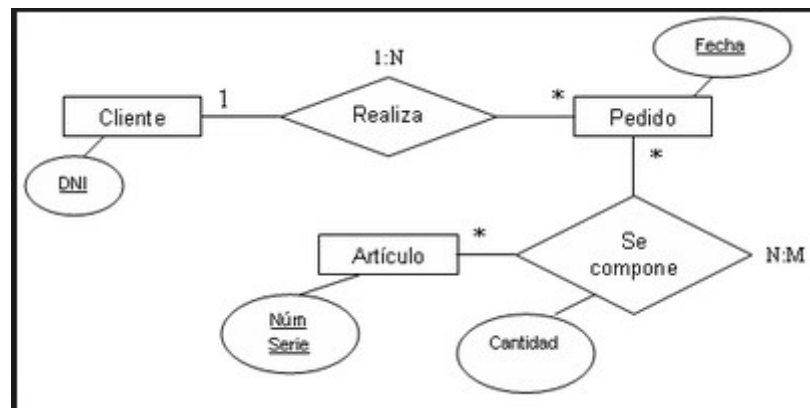 Fecha
1:N
Cliente
1
Realiza
*
Pedido
*
DNI
Artículo
*
Se
compone
N:M
Núm
Serie
Cantidad